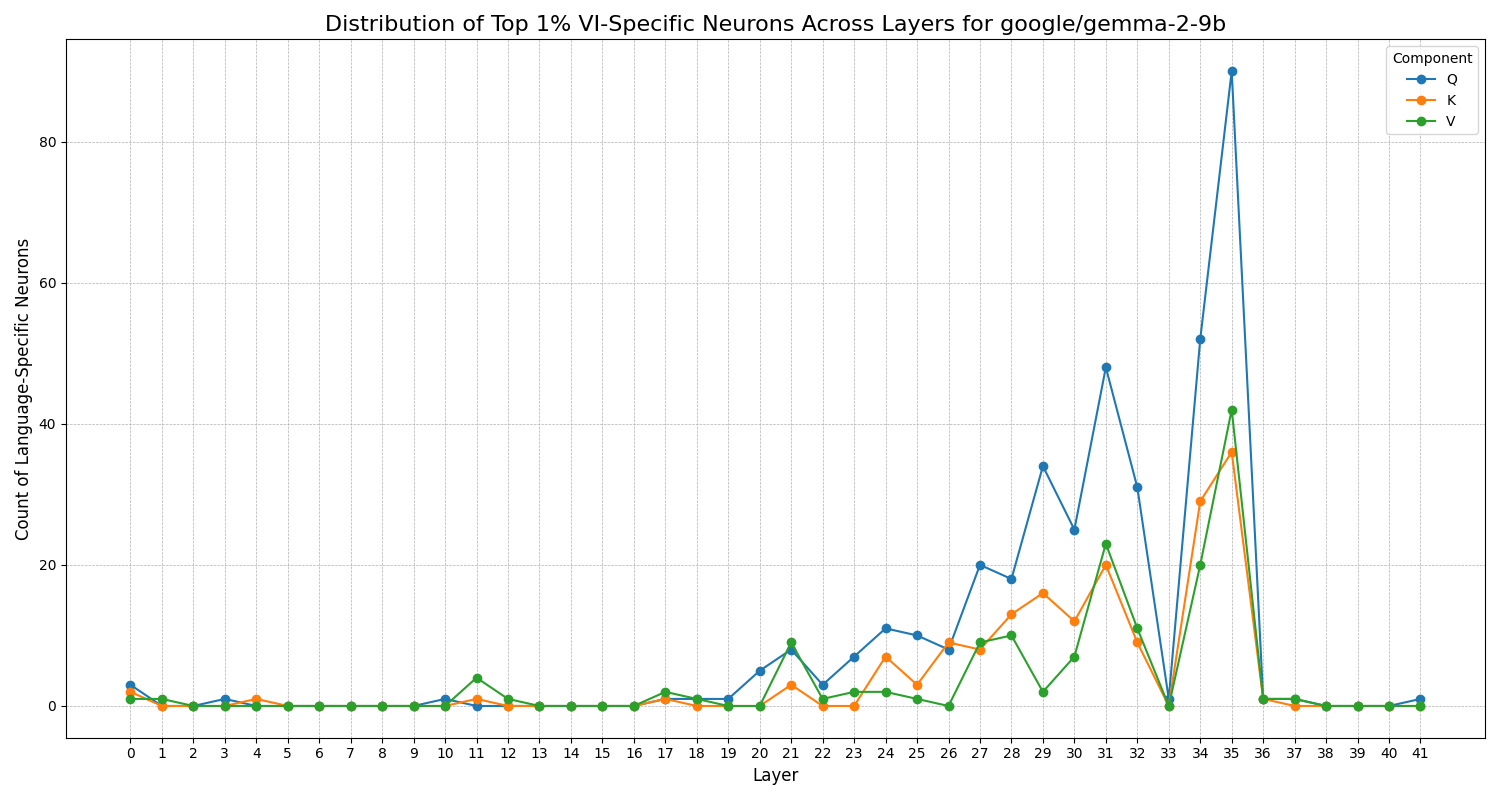 Distribution of Top 1% VI-Specific Neurons Across Layers for google/gemma-2-9b
Component
Q
K
V
Count of Language-Specific Neurons
80
60
40
20
0
0 1 2 3 4 5 6 7 8 9 10 11 12 13 14 15 16 17 18 19 20 21 22 23 24 25 26 27 28 29 30 31 32 33 34 35 36 37 38 39 40 41
Layer